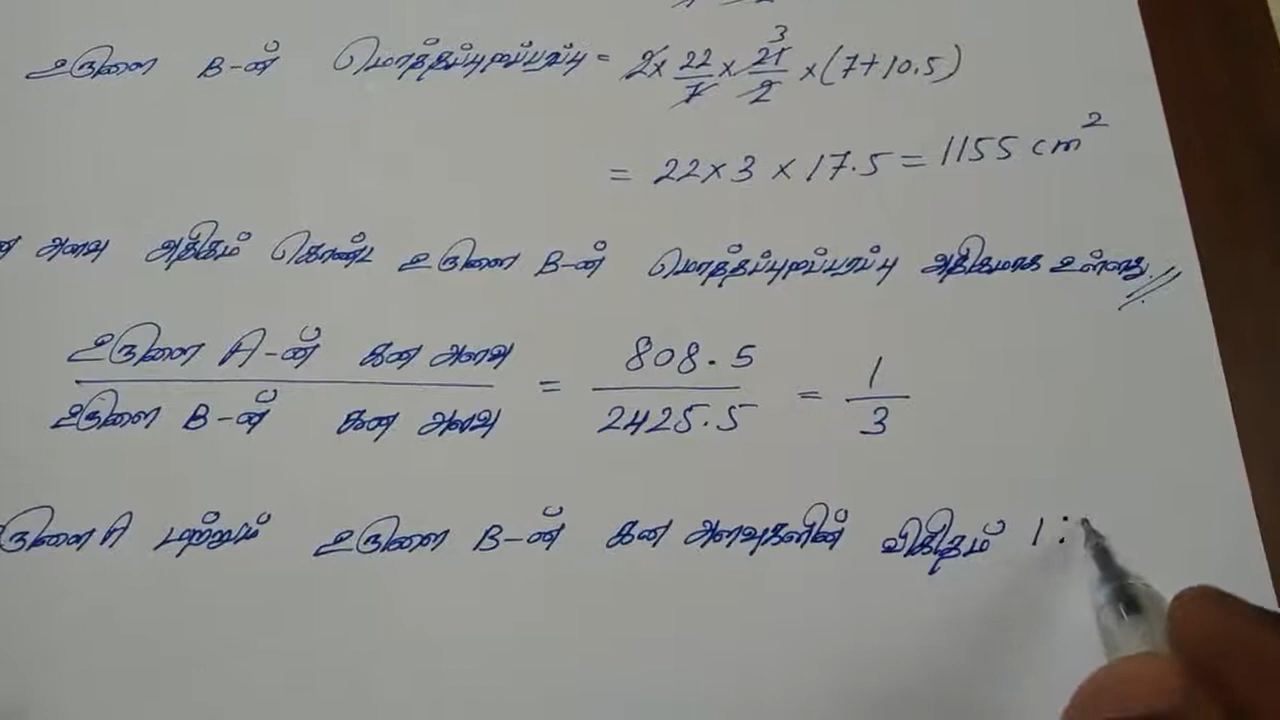 உருளை B-ன் மொத்தப்புறப்பரப்பு = 2 × 22/7 × 21/2 3 × (7+10.5)
= 22 × 3 × 17.5 = 1155 cm²
அளவு அதிகம் கொண்ட உருளை B-ன் மொத்தப்புறப்பரப்பு அதிகமாக உள்ளது.//
உருளை A-ன் கன அளவு / உருளை B-ன் கன அளவு = 808.5 / 2425.5 = 1/3
உருளை A மற்றும் உருளை B-ன் கன அளவுகளின் விகிதம் 1: